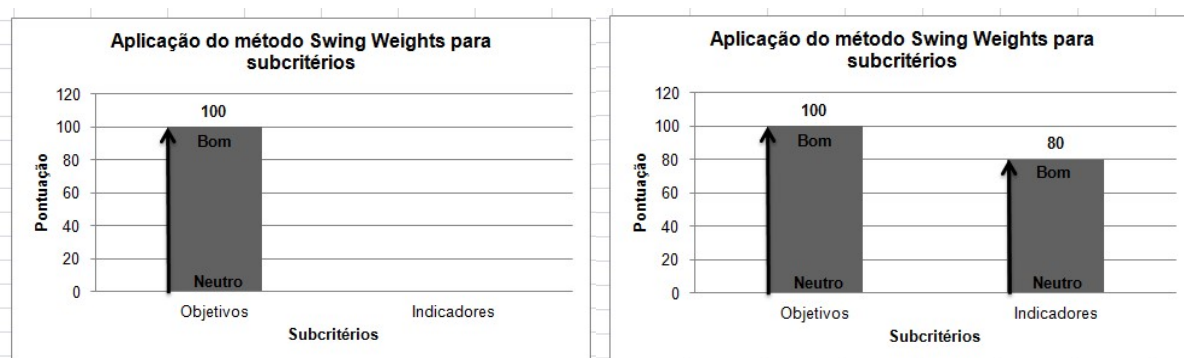 Aplicação do método Swing Weights para
subcritérios
Pontuação
120
100
80
60
40
20
0
100
Bom
Neutro
Objetivos
Indicadores
Subcritérios
Aplicação do método Swing Weights para
subcritérios
Pontuação
120
100
80
60
40
20
0
100
Bom
Neutro
80
Bom
Neutro
Objetivos
Indicadores
Subcritérios